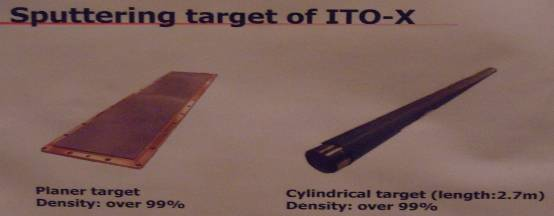 Sputtering target of ITO-X
Planer target
Density: over 99%
Cylindrical target (length:2.7m)
Density: over 99%